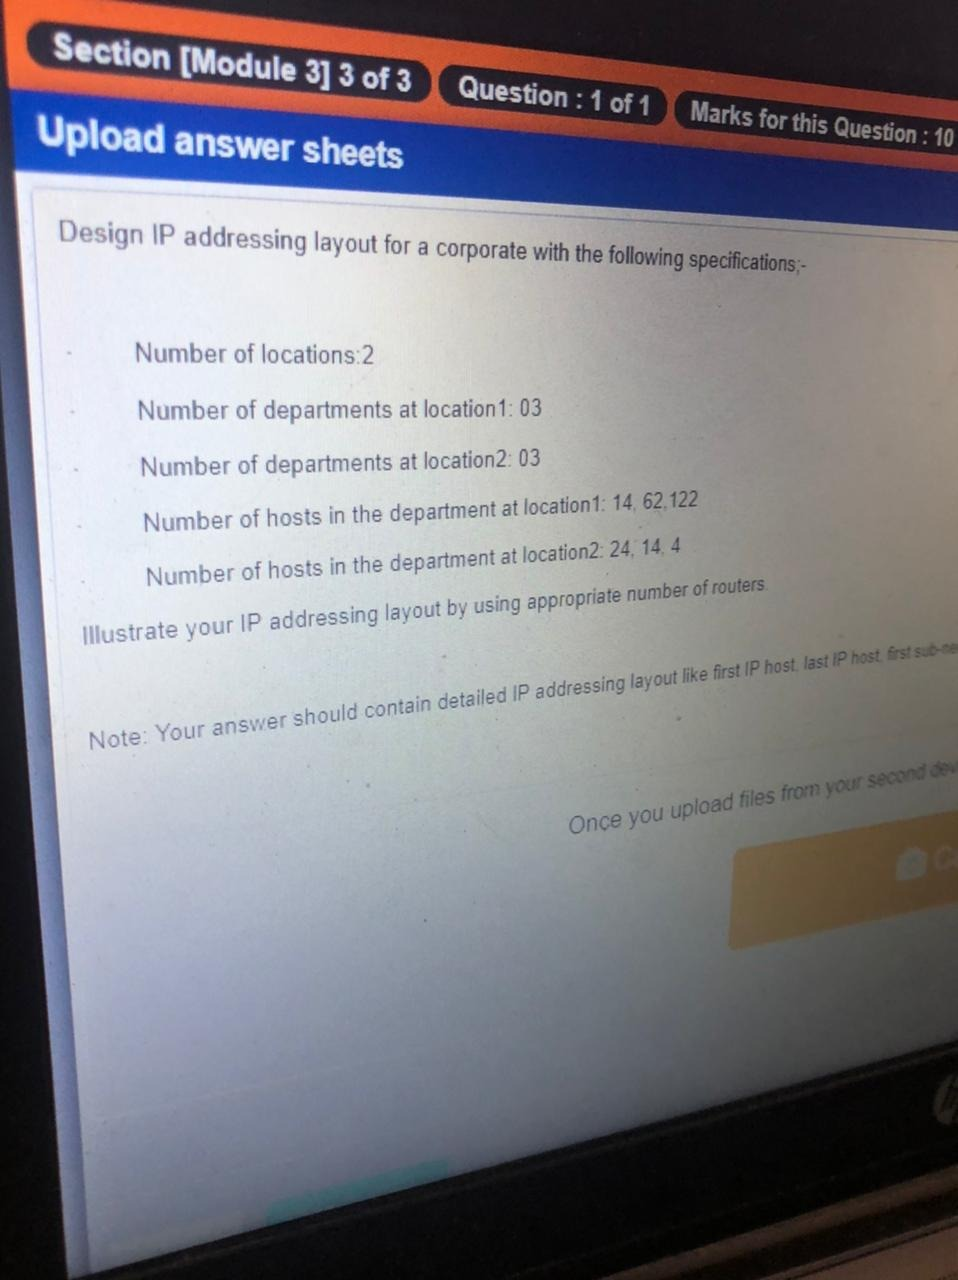 Section [Module 3] 3 of 3
Question : 1 of 1
Marks for this Question : 10
Upload answer sheets
Design IP addressing layout for a corporate with the following specifications;-
Number of locations:2
Number of departments at location1: 03
Number of departments at location2: 03
Number of hosts in the department at location1: 14, 62,122
Number of hosts in the department at location2: 24, 14, 4
Illustrate your IP addressing layout by using appropriate number of routers.
Note: Your answer should contain detailed IP addressing layout like first IP host, last IP host, first
Once you upload files from your second